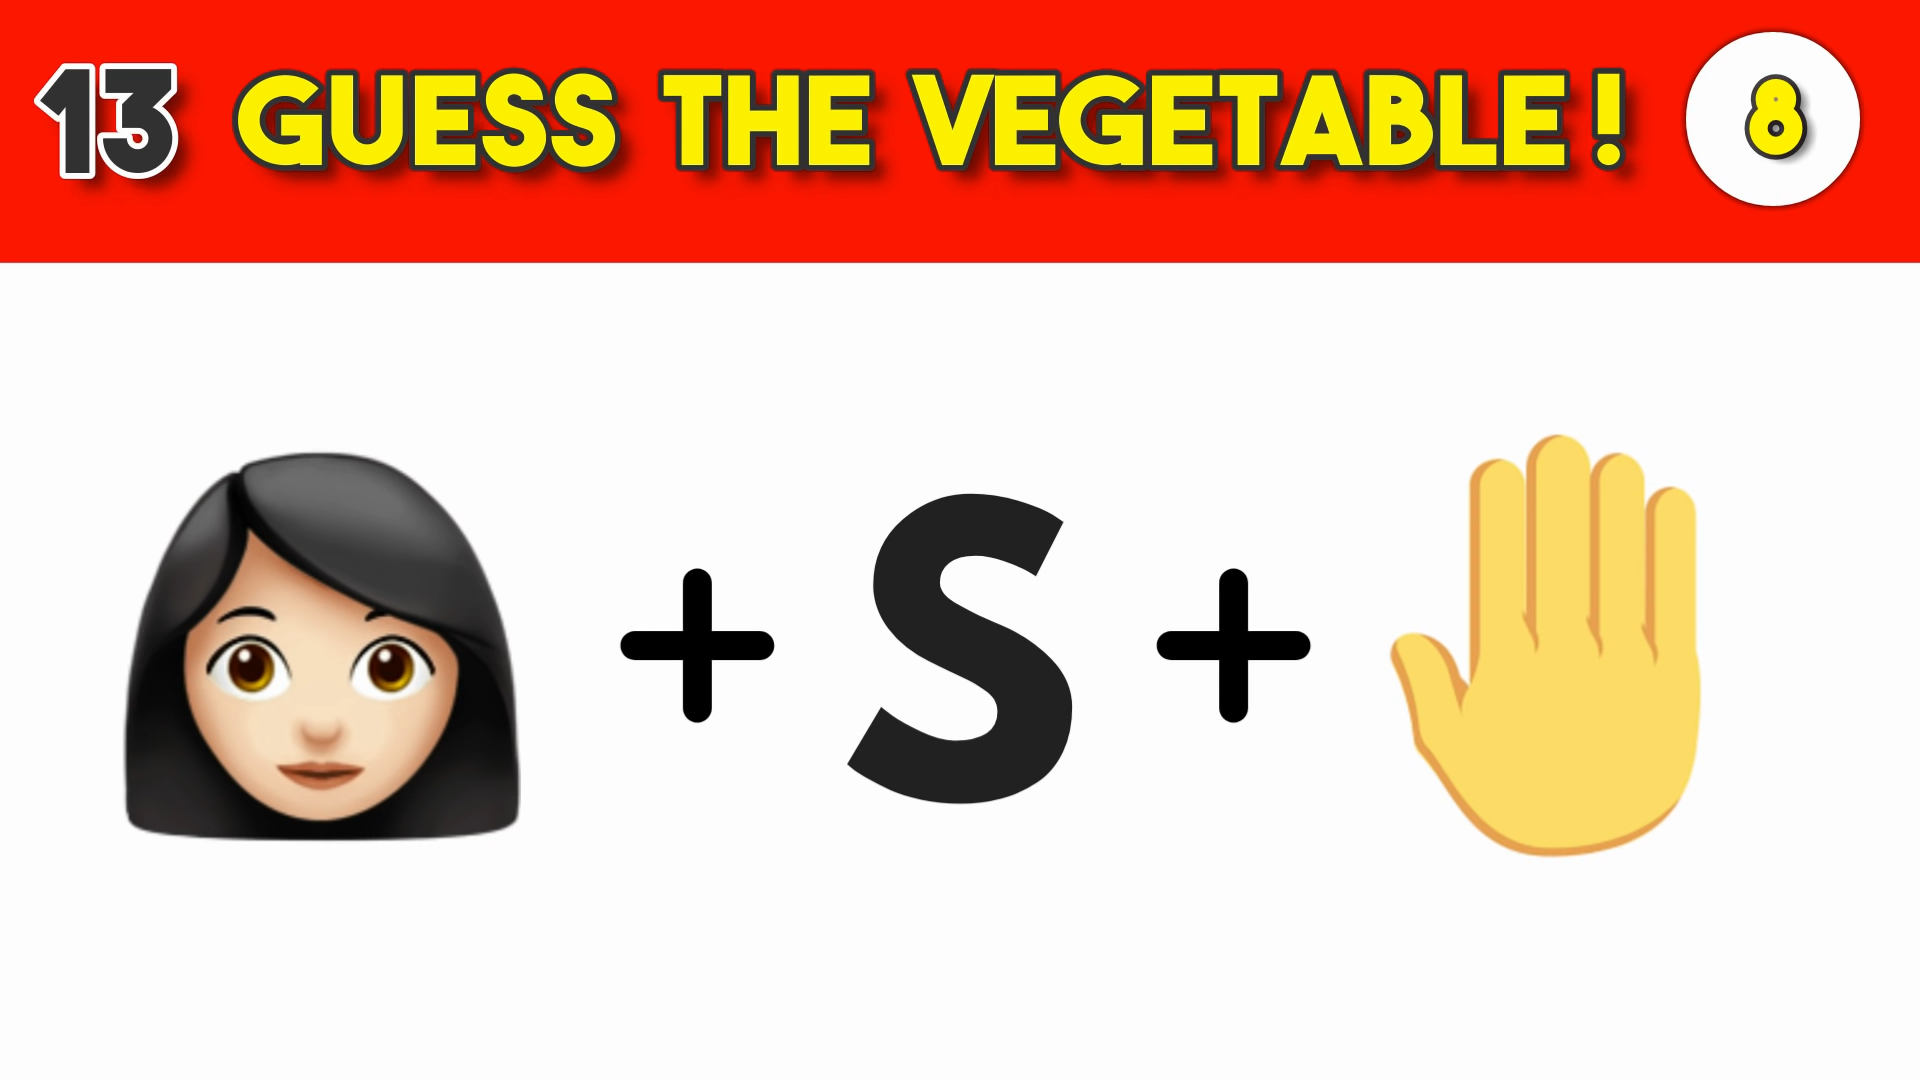 13 GUESS THE VEGETABLE! 8
+ S +